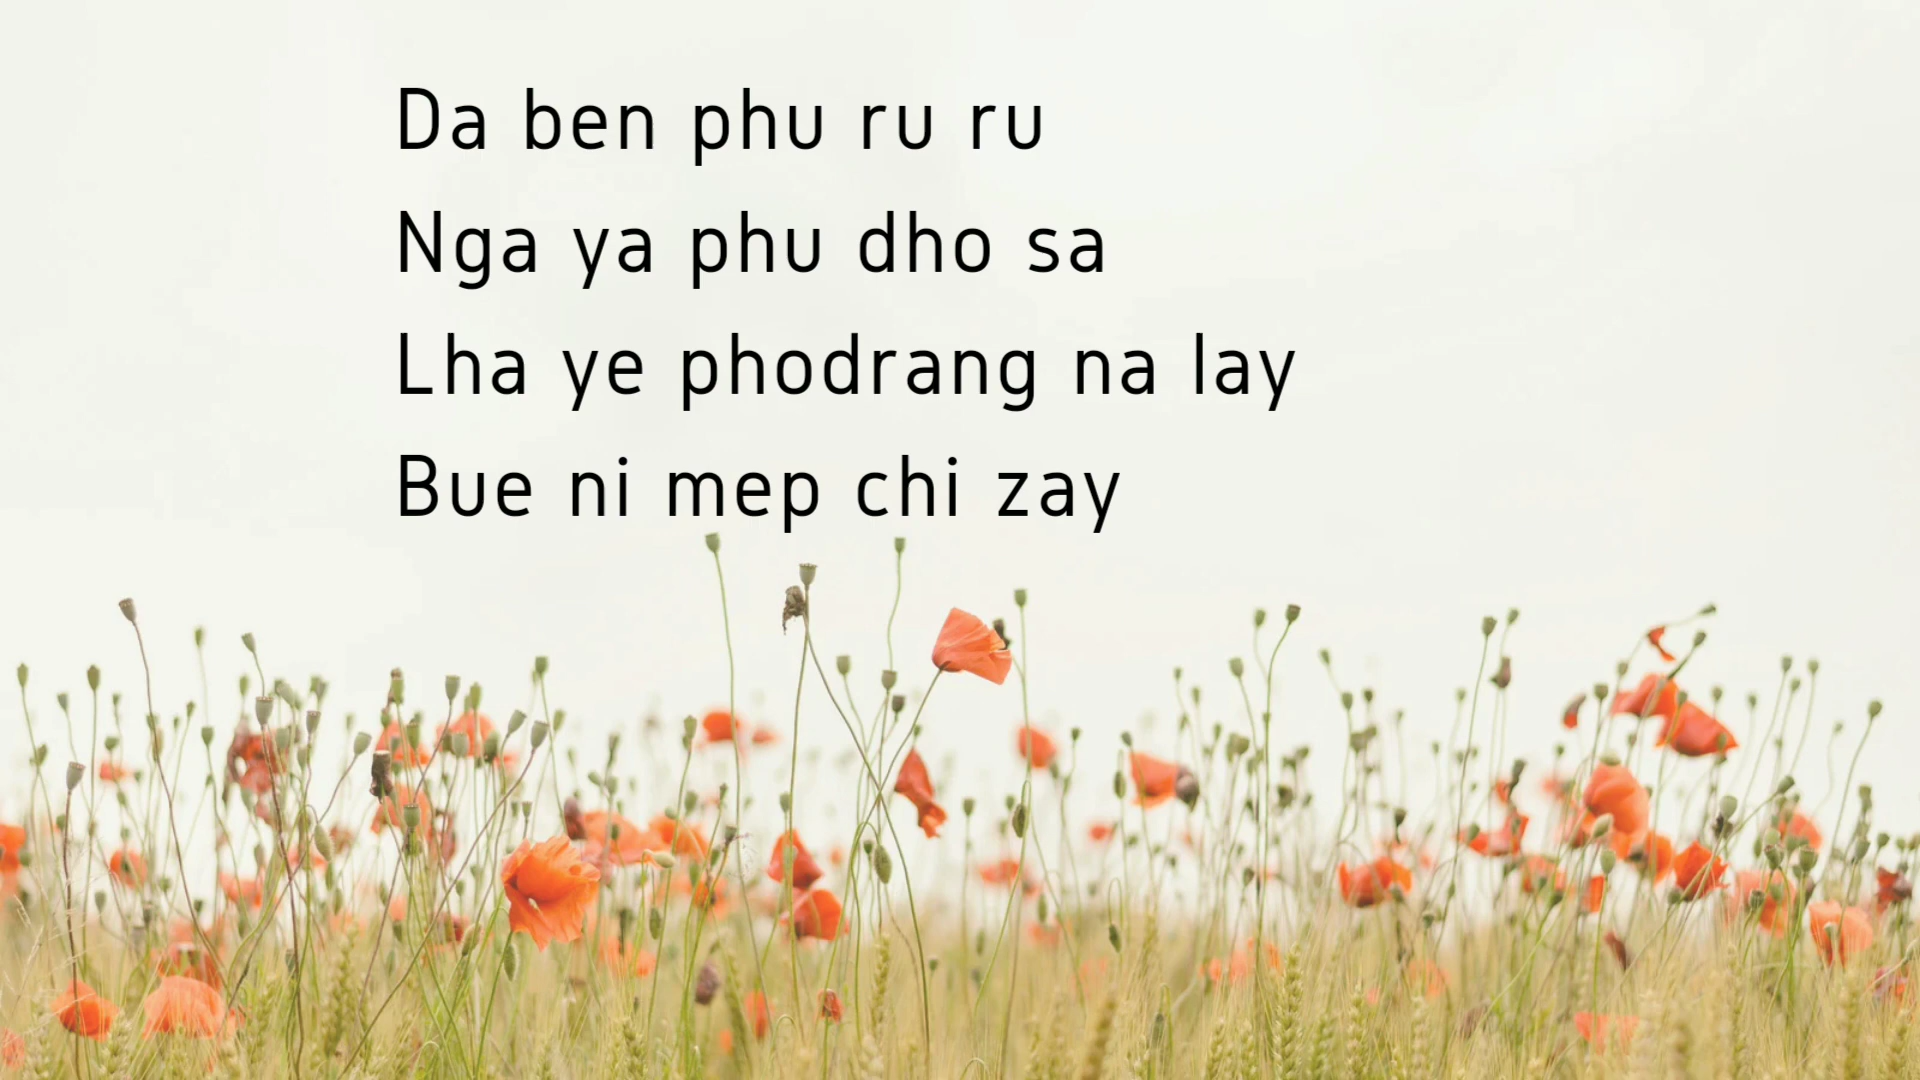 Da ben phu ru ru
Nga ya phu dho sa
Lha ye phodrang na lay
Bue ni mep chi zay